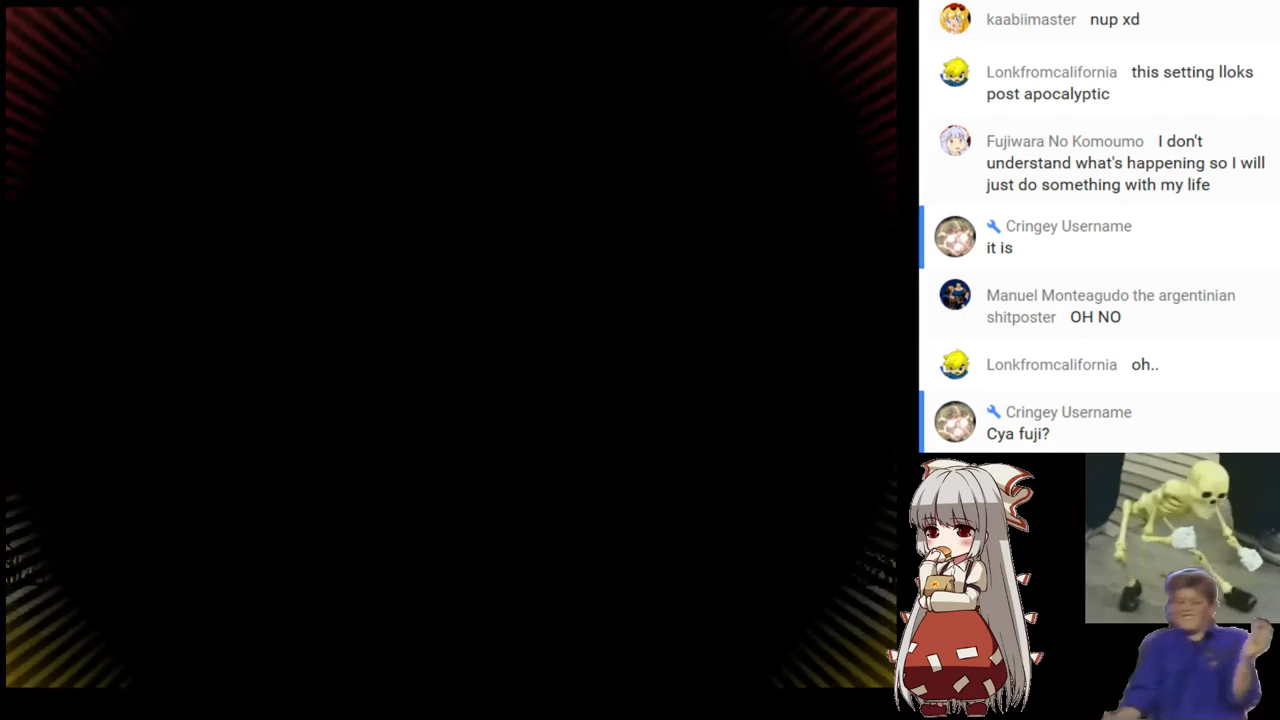 kaabiimaster nup xd
Lonkfromcalifornia this setting lloks
post apocalyptic
Fujiwara No Komoumo I don't
understand what's happening so I will
just do something with my life
Cringey Username
it is
Manuel Monteagudo the argentinian
shitposter OH NO
Lonkfromcalifornia oh..
Cringey Username
Cya fuji?